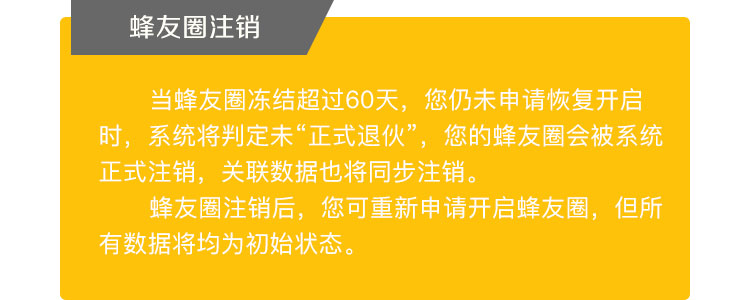 蜂友圈注销
当蜂友圈冻结超过60天，您仍未申请恢复开启
时，系统将判定未“正式退伙”，您的蜂友圈会被系统
正式注销，关联数据也将同步注销。
蜂友圈注销后，您可重新申请开启蜂友圈，但所
有数据将均为初始状态。